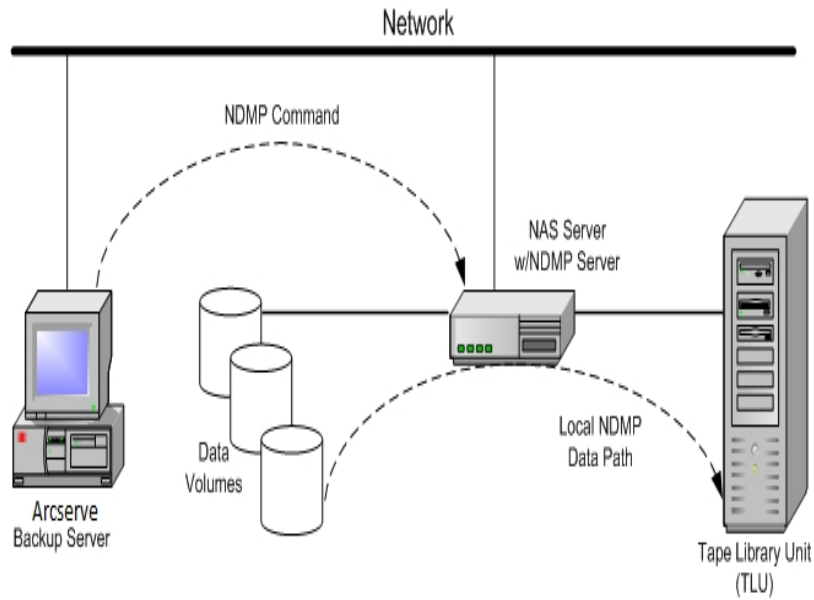 Network
NDMP Command
NAS Server
w/NDMP Server
Local NDMP
Data Path
Data
Volumes
Arcserve
Backup Server
Tape Library Unit
(TLU)